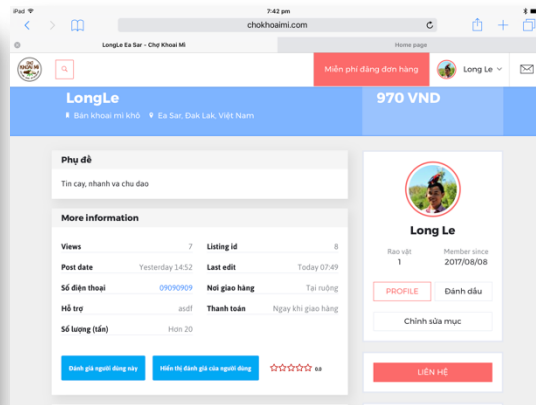 iPad
7:42 pm
chokhoaimi.com
LongLe Ea Sar - Chợ Khoai Mì
Home page
Miễn phí đăng đơn hàng
Long Le
LongLe
970 VND
Bán khoai mì khô
Ea Sar, Đak Lak, Việt Nam
Phụ đề
Tin cay, nhanh va chu dao
More information
Views 7 Listing id 8
Post date Yesterday 14:52 Last edit Today 07:49
Số điện thoại 09090909 Nơi giao hàng Tại ruộng
Hỗ trợ asdf Thanh toán Ngay khi giao hàng
Số lượng (tấn) Hơn 20
Đánh giá người dùng này
Hiển thị đánh giá của người dùng
0.0
Long Le
Rao vặt Member since
1 2017/08/08
PROFILE
Đánh dấu
Chỉnh sửa mục
LIÊN HỆ